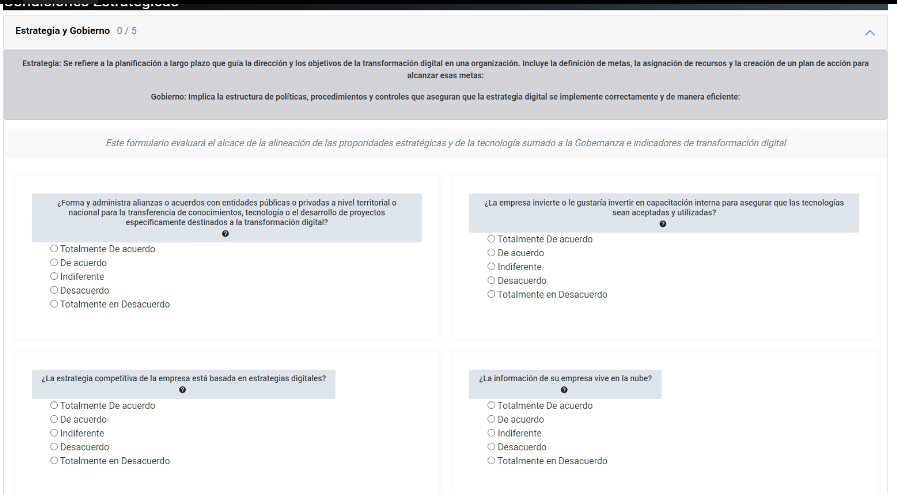 Condiciones Estratégicas
Estrategia y Gobierno 0 / 5
Estrategia: Se refiere a la planificación a largo plazo que guía la dirección y los objetivos de la transformación digital en una organización. Incluye la definición de metas, la asignación de recursos y la creación de un plan de acción para
alcanzar esas metas:
Gobierno: Implica la estructura de políticas, procedimientos y controles que aseguran que la estrategia digital se implemente correctamente y de manera eficiente:
Este formulario evaluará el alcace de la alineación de las proporidades estratégicas y de la tecnología sumado a la Gobernanza e indicadores de transformación digital
¿Forma y administra alianzas o acuerdos con entidades públicas o privadas a nivel territorial o
nacional para la transferencia de conocimientos, tecnología o el desarrollo de proyectos
específicamente destinados a la transformación digital?
Totalmente De acuerdo
De acuerdo
Indiferente
Desacuerdo
Totalmente en Desacuerdo
¿La empresa invierte o le gustaría invertir en capacitación interna para asegurar que las tecnologías
sean aceptadas y utilizadas?
Totalmente De acuerdo
De acuerdo
Indiferente
Desacuerdo
Totalmente en Desacuerdo
¿La estrategia competitiva de la empresa está basada en estrategias digitales?
Totalmente De acuerdo
De acuerdo
Indiferente
Desacuerdo
Totalmente en Desacuerdo
¿La información de su empresa vive en la nube?
Totalmente De acuerdo
De acuerdo
Indiferente
Desacuerdo
Totalmente en Desacuerdo